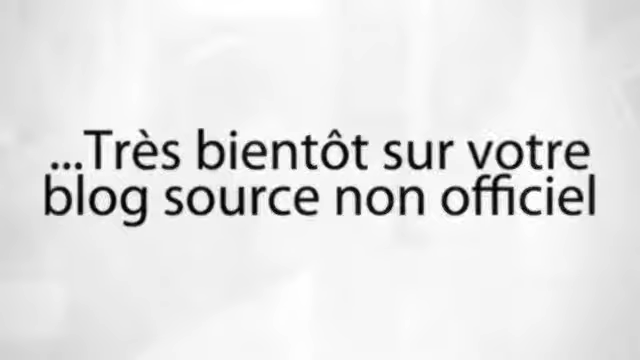 ...Très bientôt sur votre
blog source non officiel